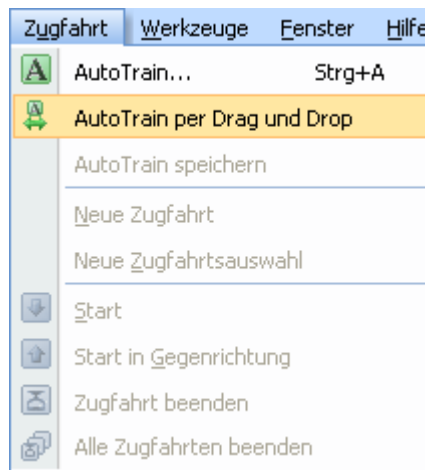 Zugfahrt Werkzeuge Fenster Hilfe
AutoTrain... Strg+A
AutoTrain per Drag und Drop
AutoTrain speichern
Neue Zugfahrt
Neue Zugfahrtsauswahl
Start
Start in Gegenrichtung
Zugfahrt beenden
Alle Zugfahrten beenden